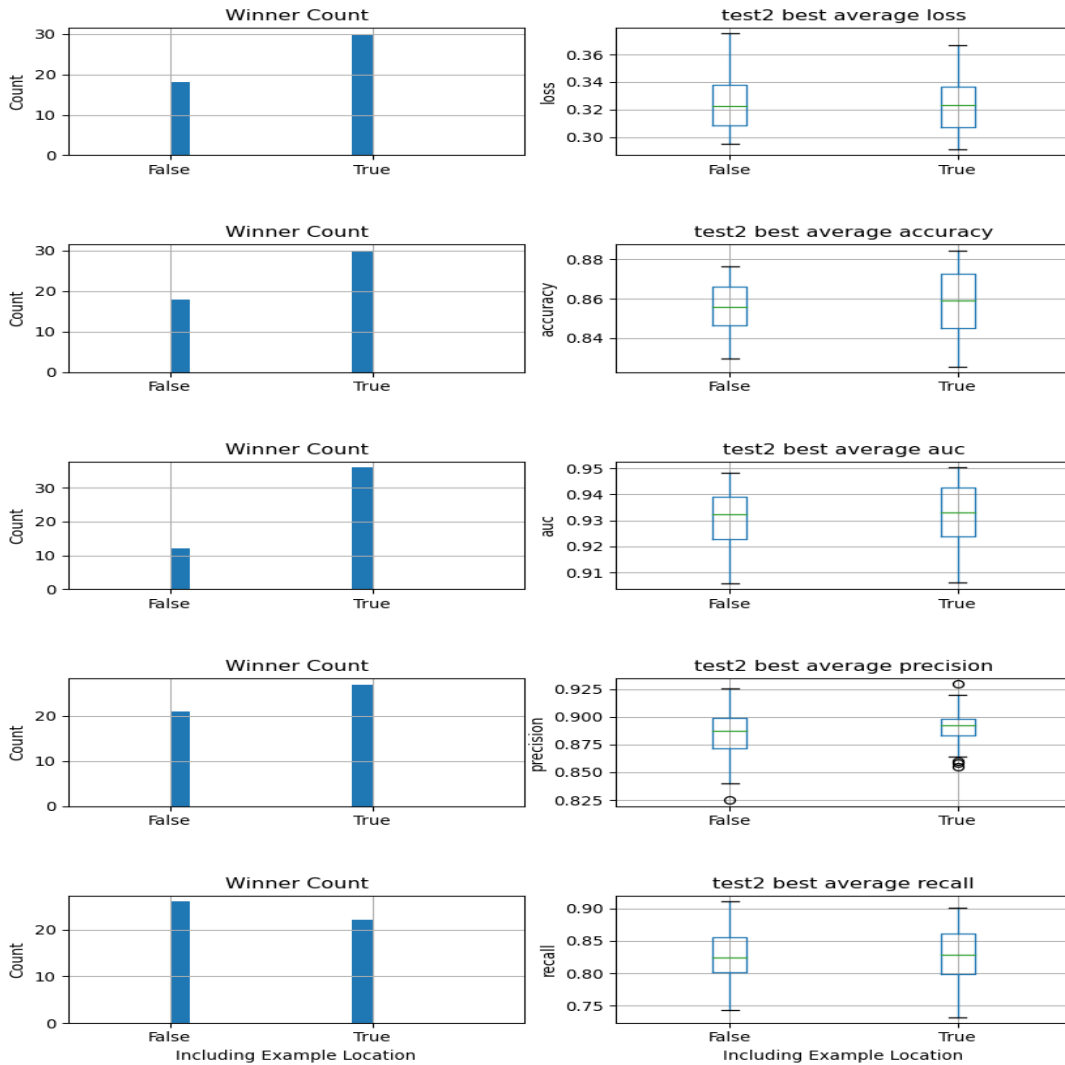 Winner Count
30
20
10
0
Count
False
True
test2 best average loss
0.36
0.34
0.32
0.30
loss
False
True
Winner Count
30
20
10
0
Count
False
True
test2 best average accuracy
0.88
0.86
0.84
accuracy
False
True
Winner Count
30
20
10
0
Count
False
True
test2 best average auc
0.95
0.94
0.93
0.92
0.91
auc
False
True
Winner Count
20
10
0
Count
False
True
test2 best average precision
0.925
0.900
0.875
0.850
0.825
precision
False
True
Winner Count
20
10
0
Count
False
True
Including Example Location
test2 best average recall
0.90
0.85
0.80
0.75
recall
False
True
Including Example Location